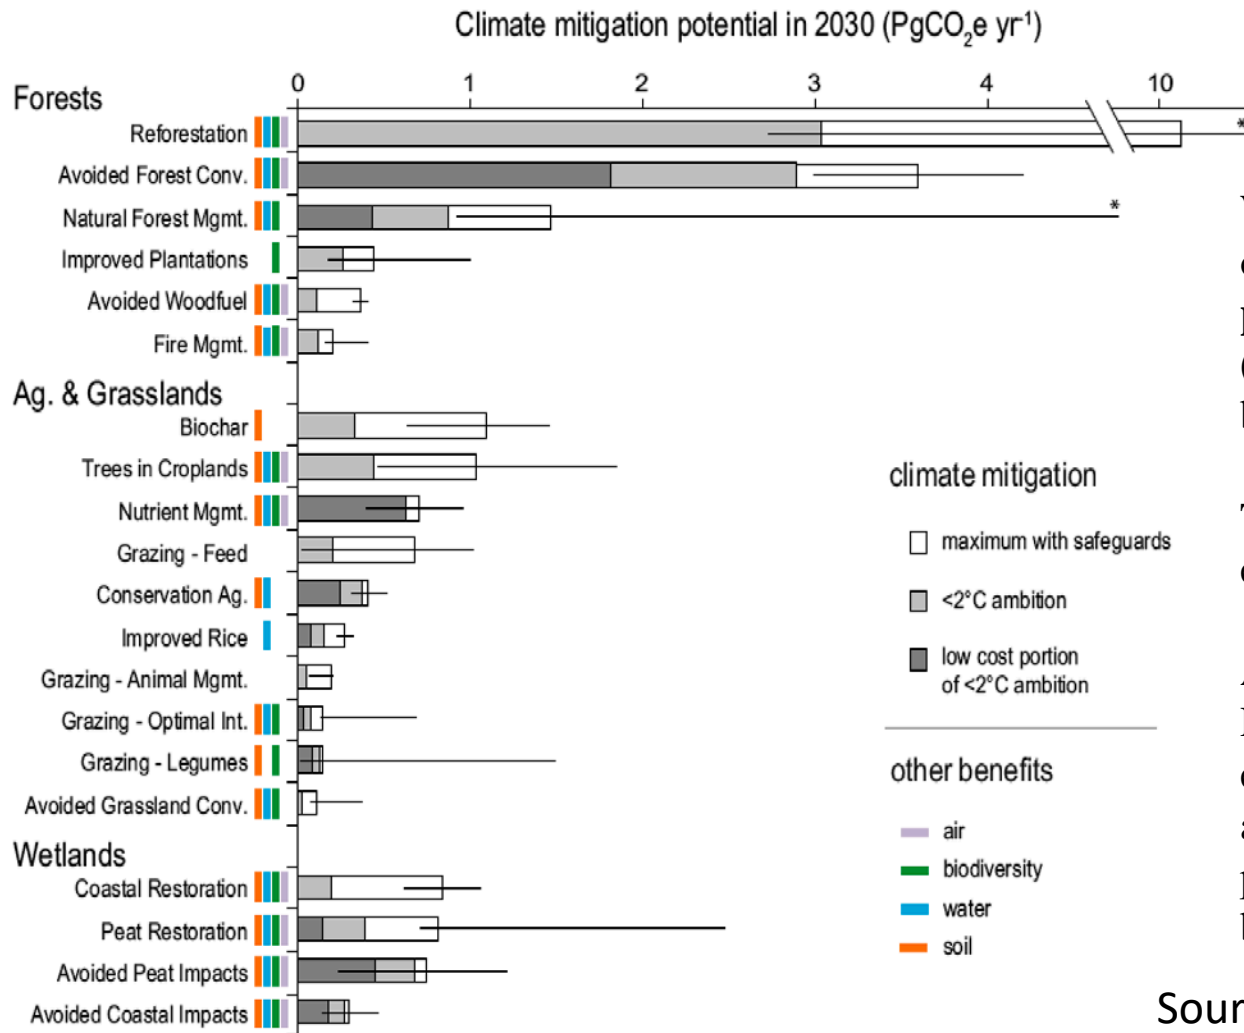 Climate mitigation potential in 2030 (PgCO₂e yr⁻¹)
0 1 2 3 4 10
Forests
Reforestation *
Avoided Forest Conv.
Natural Forest Mgmt. *
Improved Plantations
Avoided Woodfuel
Fire Mgmt.
Ag. & Grasslands
Biochar
Trees in Croplands
Nutrient Mgmt.
Grazing - Feed
Conservation Ag.
Improved Rice
Grazing - Animal Mgmt.
Grazing - Optimal Int.
Grazing - Legumes
Avoided Grassland Conv.
Wetlands
Coastal Restoration
Peat Restoration
Avoided Peat Impacts
Avoided Coastal Impacts
climate mitigation
maximum with safeguards
<2°C ambition
low cost portion
of <2°C ambition
other benefits
air
biodiversity
water
soil
Sour